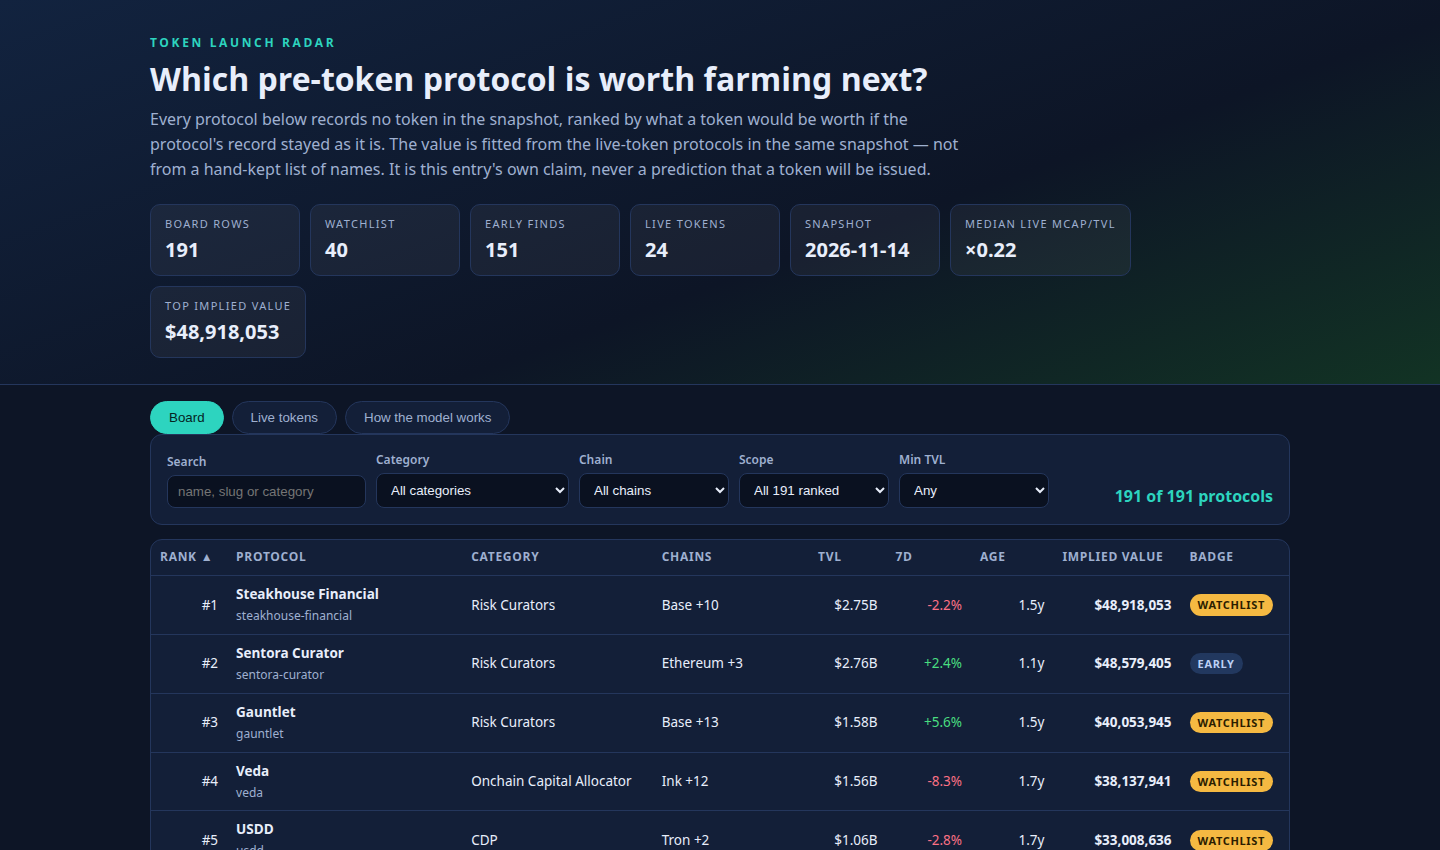 TOKEN LAUNCH RADAR
Which pre-token protocol is worth farming next?
Every protocol below records no token in the snapshot, ranked by what a token would be worth if the
protocol's record stayed as it is. The value is fitted from the live-token protocols in the same snapshot — not
from a hand-kept list of names. It is this entry's own claim, never a prediction that a token will be issued.
BOARD ROWS
191
WATCHLIST
40
EARLY FINDS
151
LIVE TOKENS
24
SNAPSHOT
2026-11-14
MEDIAN LIVE MCAP/TVL
×0.22
TOP IMPLIED VALUE
$48,918,053
Board Live tokens How the model works
Search Category Chain Scope Min TVL
name, slug or category All categories All chains All 191 ranked Any 191 of 191 protocols
RANK ▲ PROTOCOL CATEGORY CHAINS TVL 7D AGE IMPLIED VALUE BADGE
#1 Steakhouse Financial Risk Curators Base +10 $2.75B -2.2% 1.5y $48,918,053 WATCHLIST
steakhouse-financial
#2 Sentora Curator Risk Curators Ethereum +3 $2.76B +2.4% 1.1y $48,579,405 EARLY
sentora-curator
#3 Gauntlet Risk Curators Base +13 $1.58B +5.6% 1.5y $40,053,945 WATCHLIST
gauntlet
#4 Veda Onchain Capital Allocator Ink +12 $1.56B -8.3% 1.7y $38,137,941 WATCHLIST
veda
#5 USDD CDP Tron +2 $1.06B -2.8% 1.7y $33,008,636 WATCHLIST
usdd